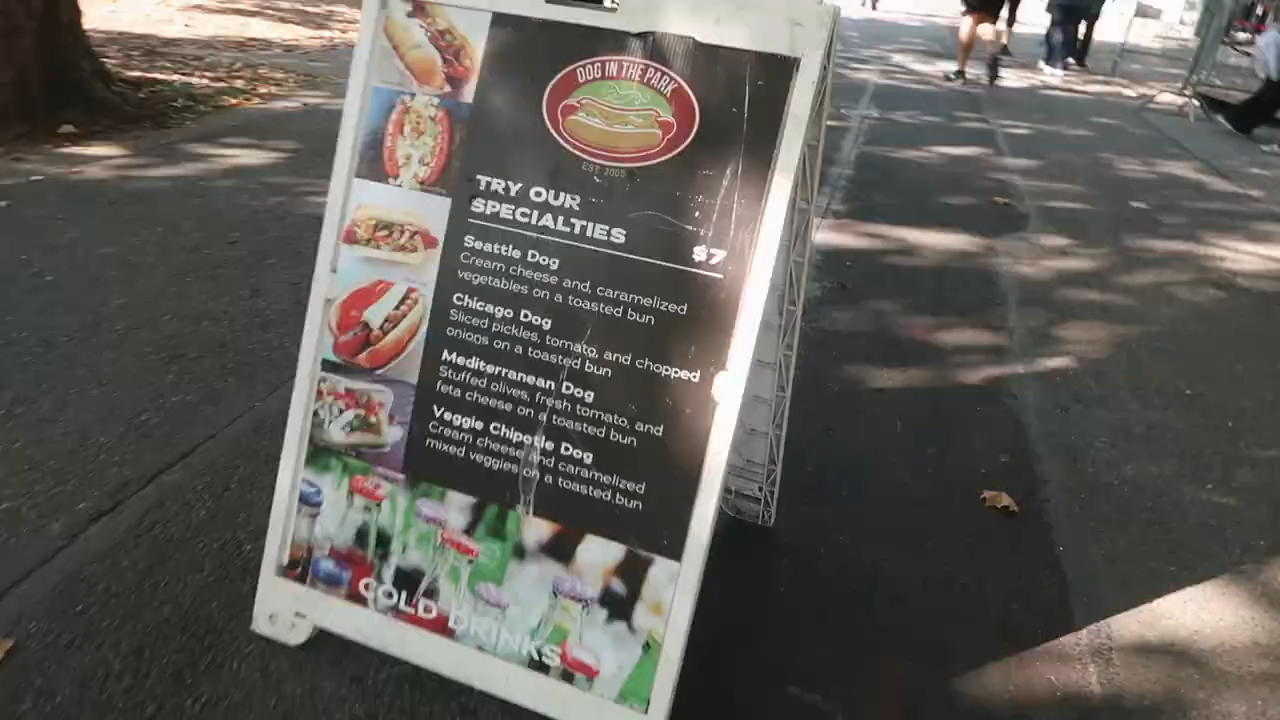 DOG IN THE PARK
EST. 2005
TRY OUR
SPECIALTIES
$7
Seattle Dog
Cream cheese and, caramelized
vegetables on a toasted bun
Chicago Dog
Sliced pickles, tomato, and chopped
onions on a toasted bun
Mediterranean Dog
Stuffed olives, fresh tomato, and
feta cheese on a toasted bun
Veggie Chipotle Dog
Cream cheese and caramelized
mixed veggies on a toasted bun
COLD DRINKS